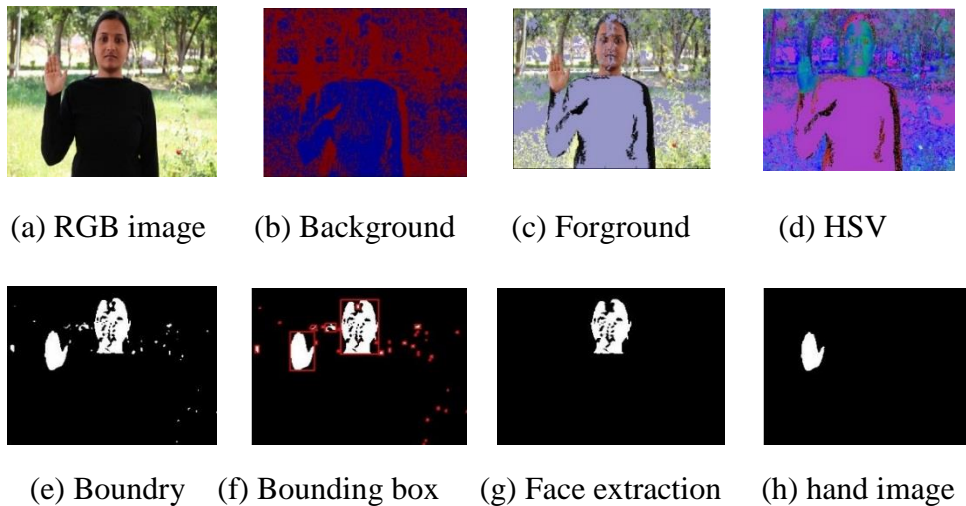 (a) RGB image (b) Background (c) Forground (d) HSV
(e) Boundry (f) Bounding box (g) Face extraction (h) hand image